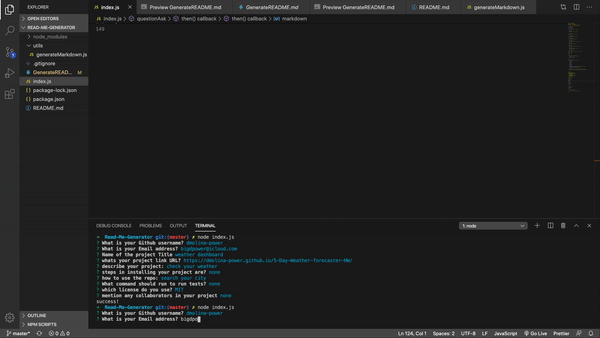 EXPLORER
OPEN EDITORS
READ-ME-GENERATOR
node_modules
utils
generateMarkdown.js
.gitignore
GenerateREAD... M
index.js
package-lock.json
package.json
README.md
OUTLINE
NPM SCRIPTS
index.js
Preview GenerateREADME.md
GenerateREADME.md
Preview README.md
README.md
generateMarkdown.js
index.js > questionAsk > then() callback > then() callback > markdown
149
DEBUG CONSOLE PROBLEMS OUTPUT TERMINAL
1: node
→ Read-Me-Generator git:(master) ✗ node index.js
? What is your Github username? dmolina-power
? What is your Email address? bigdpower@icloud.com
? Name of the project Title weather dashboard
? whats your project link URL? https://dmolina-power.github.io/5-Day-Weather-forecaster-HW/
? describe your project: check your weather
? steps in installing your project are? none
? how to use the repo: search your city
? What command should run to run tests? none
? which license do you use? MIT
? mention any collaborators in your project none
success!
→ Read-Me-Generator git:(master) ✗ node index.js
? What is your Github username? dmolina-power
? What is your Email address? bigdpo
master* 0 0 Ln 124, Col 1 Spaces: 2 UTF-8 LF JavaScript Go Live Prettier